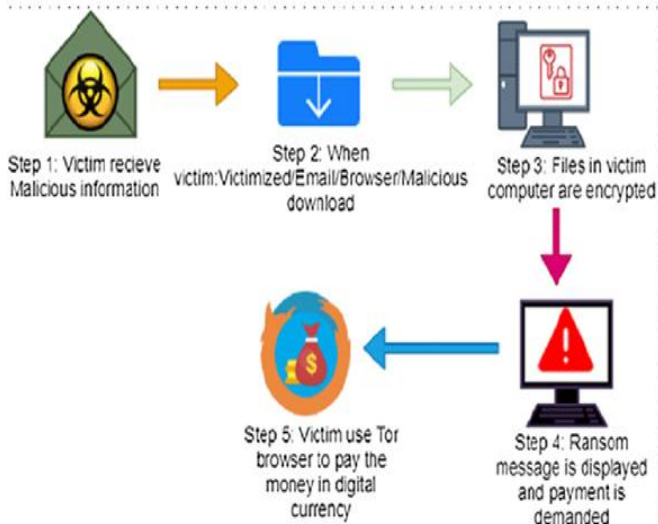 Step 1: Victim recieve
Malicious information
Step 2: When
victim:Victimized/Email/Browser/Malicious
download
Step 3: Files in victim
computer are encrypted
Step 4: Ransom
message is displayed
and payment is
demanded
$
Step 5: Victim use Tor
browser to pay the
money in digital
currency